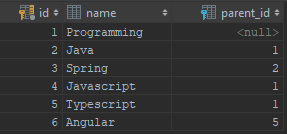 id name parent_id
1 Programming <null>
2 Java 1
3 Spring 2
4 Javascript 1
5 Typescript 1
6 Angular 5